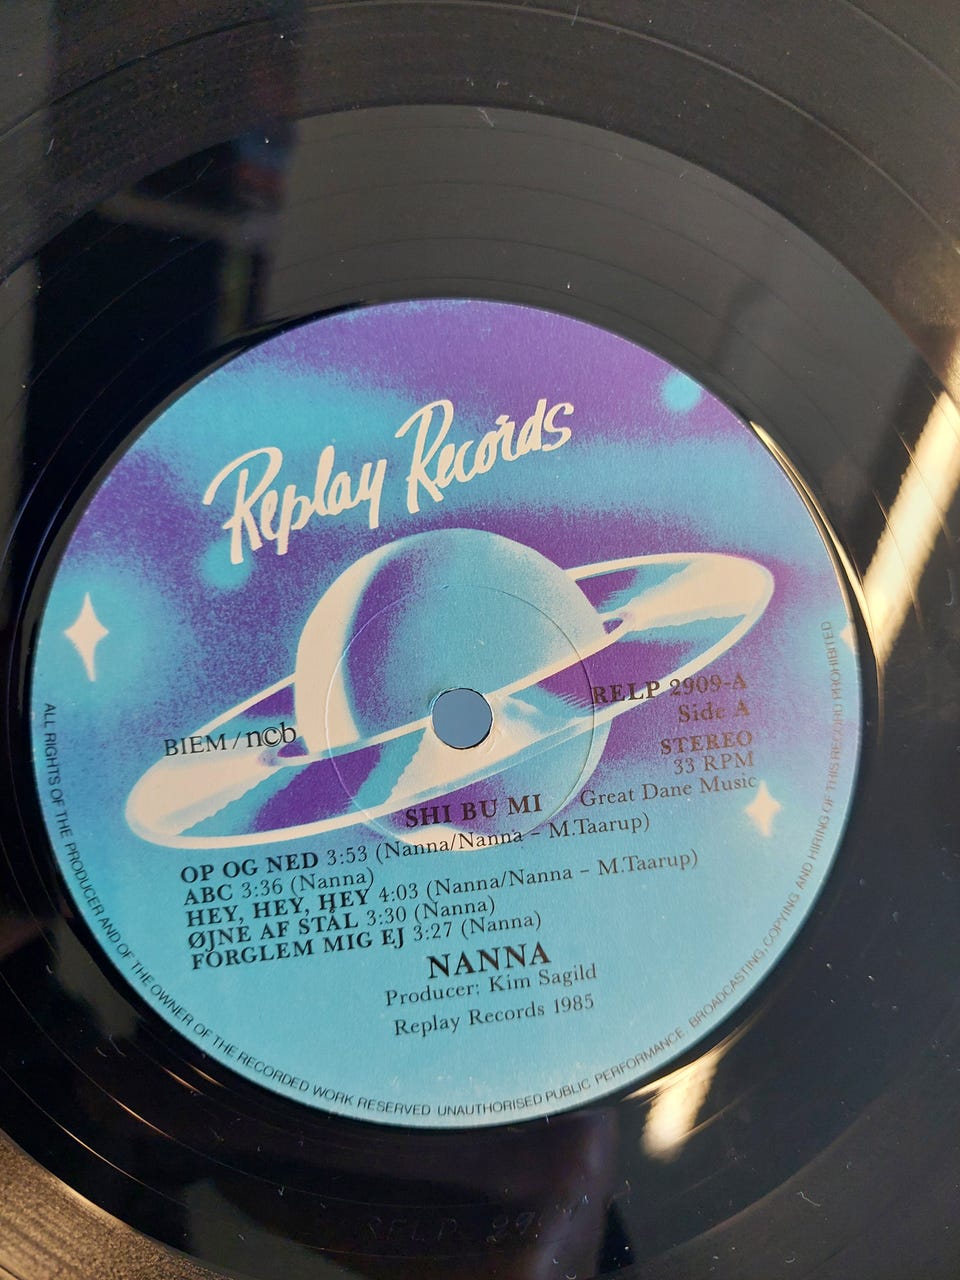 Replay Records
RELP 2909-A
Side A
BIEM / n©b
STEREO
33 RPM
Great Dane Music
SHI BU MI
OP OG NED 3:53 (Nanna/Nanna – M.Taarup)
ABC 3:36 (Nanna)
HEY, HEY, HEY 4:03 (Nanna/Nanna – M.Taarup)
ØJNE AF STÅL 3:30 (Nanna)
FORGLEM MIG EJ 3:27 (Nanna)
NANNA
Producer: Kim Sagild
Replay Records 1985
ALL RIGHTS OF THE PRODUCER AND OF THE OWNER OF THE RECORDED WORK RESERVED UNAUTHORISED PUBLIC PERFORMANCE, BROADCASTING, COPYING AND HIRING OF THIS RECORD PROHIBITED
RELP